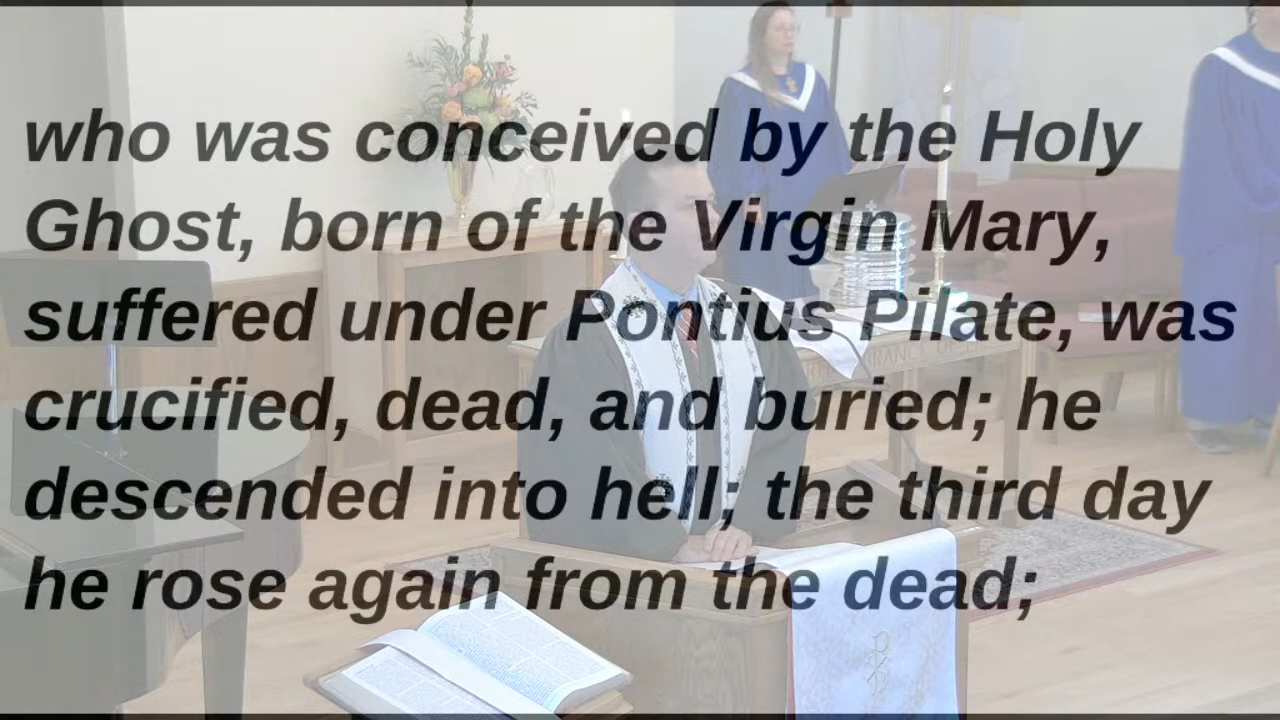 who was conceived by the Holy
Ghost, born of the Virgin Mary,
suffered under Pontius Pilate, was
crucified, dead, and buried; he
descended into hell; the third day
he rose again from the dead;